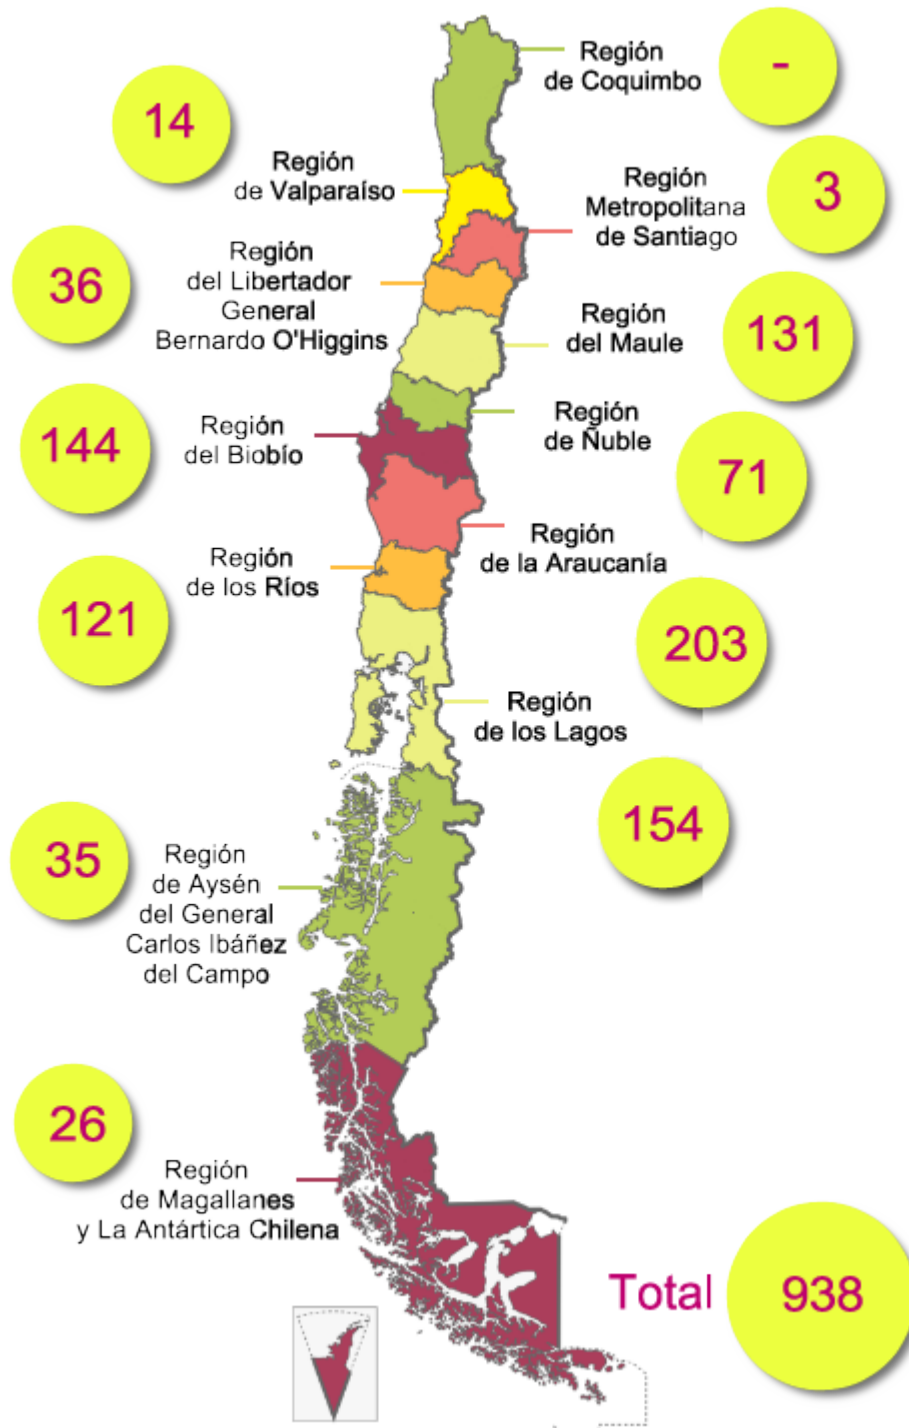 Región
de Coquimbo
-
14
Región
de Valparaíso
Región
Metropolitana
de Santiago
3
Región
del Libertador
General
Bernardo O'Higgins
36
Región
del Maule
131
Región
de Ñuble
71
144
Región
del Biobío
Región
de la Araucanía
203
Región
de los Ríos
121
Región
de los Lagos
154
35
Región
de Aysén
del General
Carlos Ibáñez
del Campo
26
Región
de Magallanes
y La Antártica Chilena
Total
938